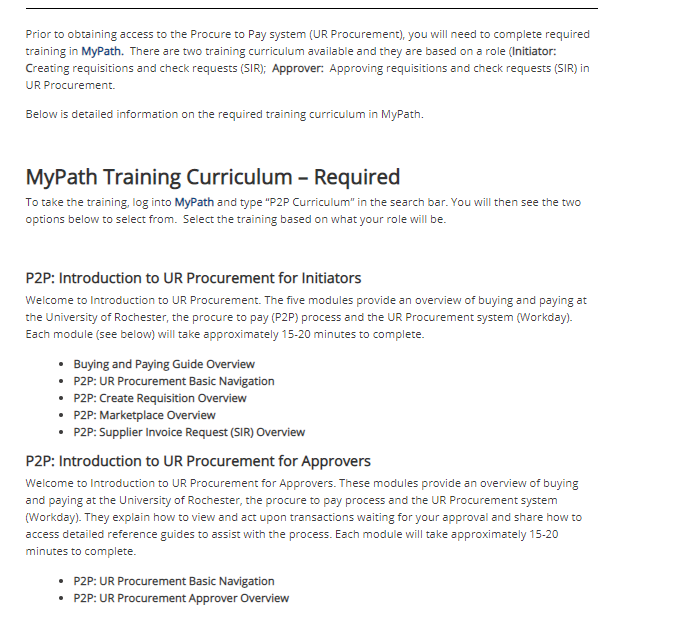 Prior to obtaining access to the Procure to Pay system (UR Procurement), you will need to complete required
training in MyPath.  There are two training curriculum available and they are based on a role (Initiator:
Creating requisitions and check requests (SIR);  Approver:  Approving requisitions and check requests (SIR) in
UR Procurement.
Below is detailed information on the required training curriculum in MyPath.
MyPath Training Curriculum – Required
To take the training, log into MyPath and type “P2P Curriculum” in the search bar. You will then see the two
options below to select from.  Select the training based on what your role will be.
P2P: Introduction to UR Procurement for Initiators
Welcome to Introduction to UR Procurement. The five modules provide an overview of buying and paying at
the University of Rochester, the procure to pay (P2P) process and the UR Procurement system (Workday).
Each module (see below) will take approximately 15-20 minutes to complete.
• Buying and Paying Guide Overview
• P2P: UR Procurement Basic Navigation
• P2P: Create Requisition Overview
• P2P: Marketplace Overview
• P2P: Supplier Invoice Request (SIR) Overview
P2P: Introduction to UR Procurement for Approvers
Welcome to Introduction to UR Procurement for Approvers. These modules provide an overview of buying
and paying at the University of Rochester, the procure to pay process and the UR Procurement system
(Workday). They explain how to view and act upon transactions waiting for your approval and share how to
access detailed reference guides to assist with the process. Each module will take approximately 15-20
minutes to complete.
• P2P: UR Procurement Basic Navigation
• P2P: UR Procurement Approver Overview